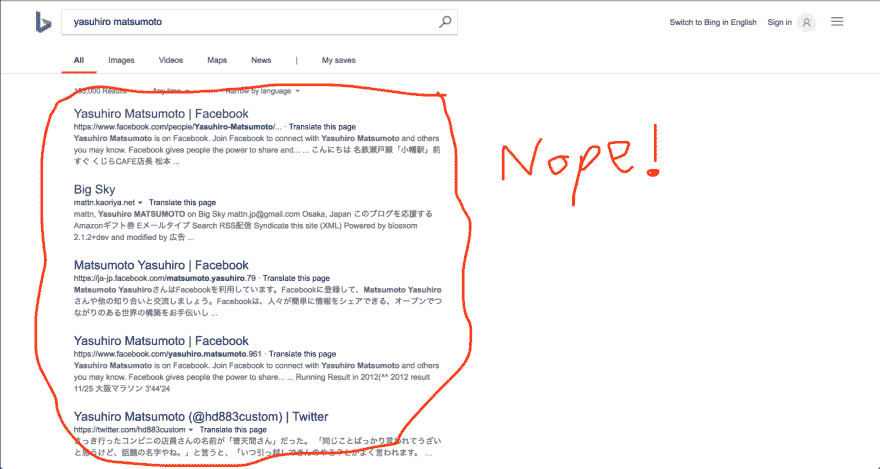 yasuhiro matsumoto
Switch to Bing in English Sign in
All Images Videos Maps News | My saves
Results Any time Narrow by language
Yasuhiro Matsumoto | Facebook
https://www.facebook.com/people/Yasuhiro-Matsumoto/... · Translate this page
Yasuhiro Matsumoto is on Facebook. Join Facebook to connect with Yasuhiro Matsumoto and others
you may know. Facebook gives people the power to share and... ... こんにちは 名鉄瀬戸線「小幡駅」前
すぐ くじらCAFE店長 松本 ...
Nope!
Big Sky
mattn.kaoriya.net Translate this page
mattn, Yasuhiro MATSUMOTO on Big Sky mattn.jp@gmail.com Osaka, Japan このブログを応援する
Amazonギフト券 Eメールタイプ Search RSS配信 Syndicate this site (XML) Powered by blosxom
2.1.2+dev and modified by 広告 ...
Matsumoto Yasuhiro | Facebook
https://ja-jp.facebook.com/matsumoto.yasuhiro.79 · Translate this page
Matsumoto YasuhiroさんはFacebookを利用しています。Facebookに登録して、Matsumoto Yasuhiro
さんや他の知り合いと交流しましょう。Facebookは、人々が簡単に情報をシェアできる、オープンでつ
ながりのある世界の構築をお手伝いし ...
Yasuhiro Matsumoto | Facebook
https://www.facebook.com/yasuhiro.matsumoto.961 · Translate this page
Yasuhiro Matsumoto is on Facebook. Join Facebook to connect with Yasuhiro Matsumoto and others
you may know. Facebook gives people the power to share... ... Running Result in 2012(^^ 2012 result
11/25 大阪マラソン 3'44'24
Yasuhiro Matsumoto (@hd883custom) | Twitter
https://twitter.com/hd883custom Translate this page
さっき行ったコンビニの店員さんの名前が「普天間さん」だった。 「同じことばっかり言われてうざい
と思うけど、話題の名字やね。」と言うと、「いつ引っ越し